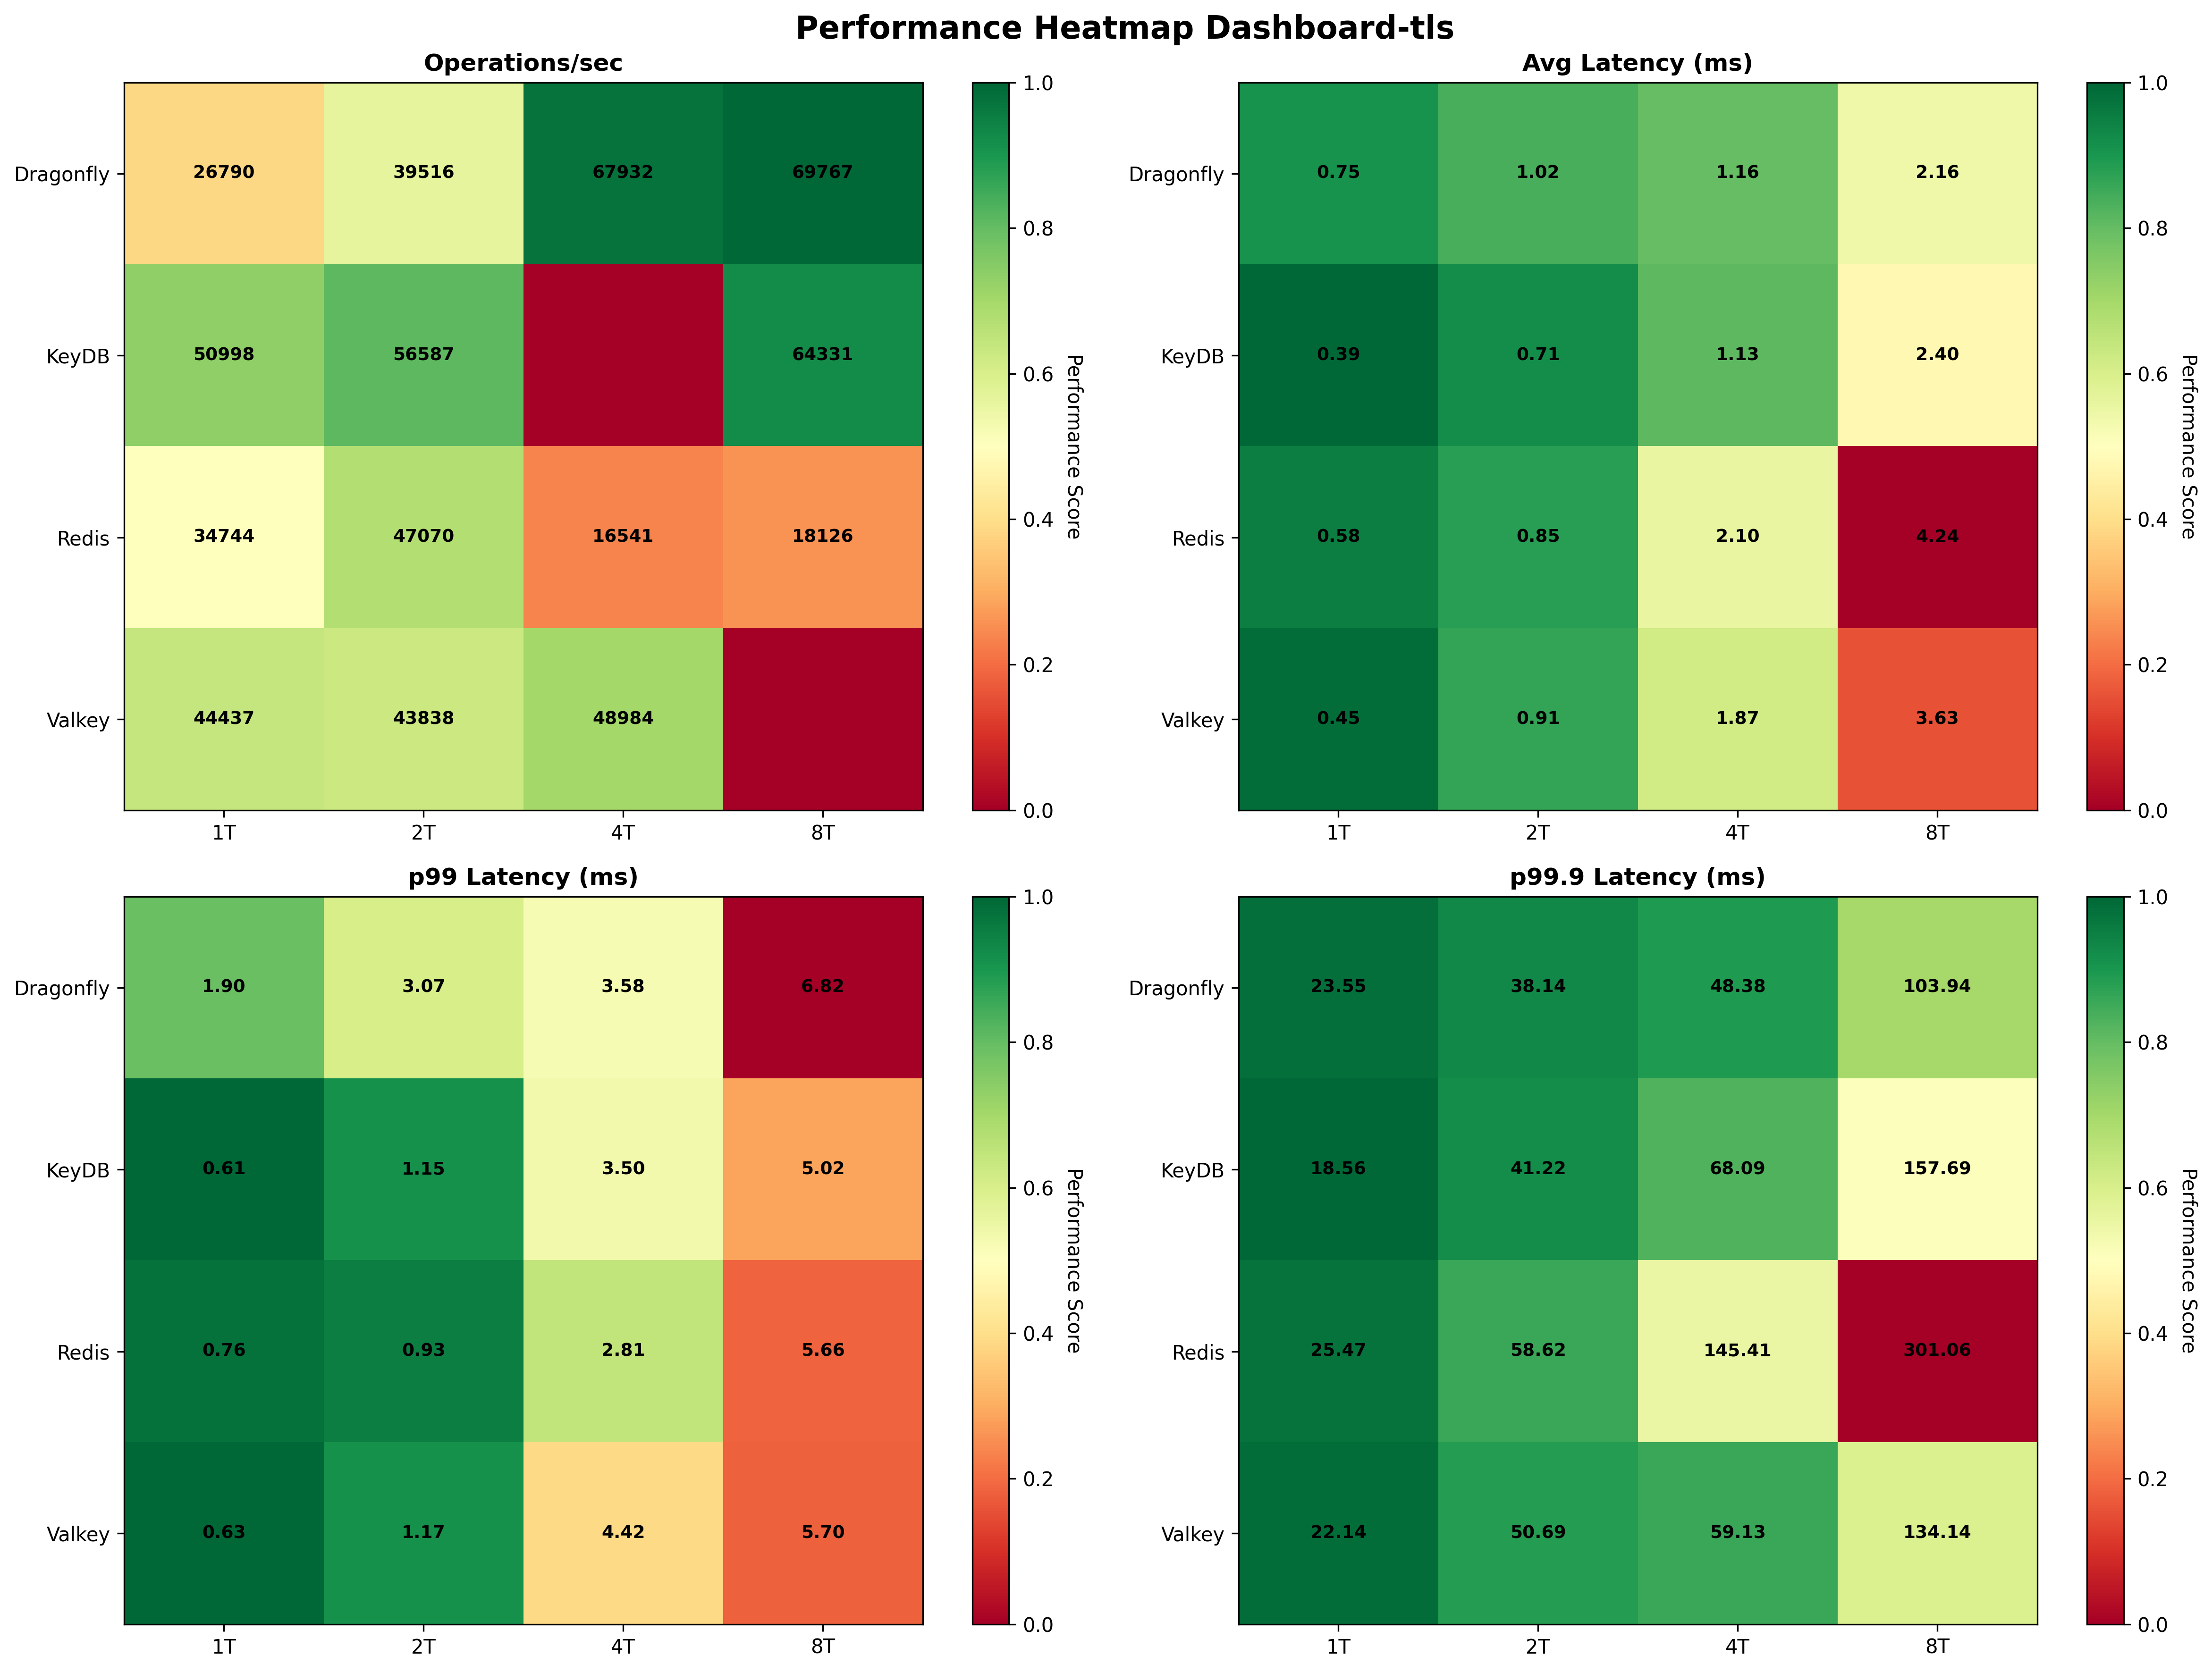 Performance Heatmap Dashboard-tls
Operations/sec
Dragonfly 26790 39516 67932 69767
KeyDB 50998 56587 64331
Redis 34744 47070 16541 18126
Valkey 44437 43838 48984
1T 2T 4T 8T
1.0
0.8
0.6
0.4
0.2
0.0
Performance Score
Avg Latency (ms)
Dragonfly 0.75 1.02 1.16 2.16
KeyDB 0.39 0.71 1.13 2.40
Redis 0.58 0.85 2.10 4.24
Valkey 0.45 0.91 1.87 3.63
1T 2T 4T 8T
1.0
0.8
0.6
0.4
0.2
0.0
Performance Score
p99 Latency (ms)
Dragonfly 1.90 3.07 3.58 6.82
KeyDB 0.61 1.15 3.50 5.02
Redis 0.76 0.93 2.81 5.66
Valkey 0.63 1.17 4.42 5.70
1T 2T 4T 8T
1.0
0.8
0.6
0.4
0.2
0.0
Performance Score
p99.9 Latency (ms)
Dragonfly 23.55 38.14 48.38 103.94
KeyDB 18.56 41.22 68.09 157.69
Redis 25.47 58.62 145.41 301.06
Valkey 22.14 50.69 59.13 134.14
1T 2T 4T 8T
1.0
0.8
0.6
0.4
0.2
0.0
Performance Score